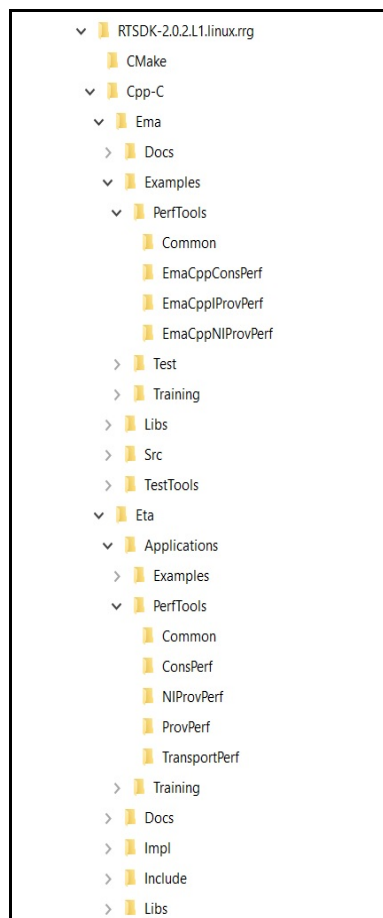 RTSDK-2.0.2.L1.linux.rrg
CMake
Cpp-C
Ema
Docs
Examples
PerfTools
Common
EmaCppConsPerf
EmaCppIProvPerf
EmaCppNIProvPerf
Test
Training
Libs
Src
TestTools
Eta
Applications
Examples
PerfTools
Common
ConsPerf
NIProvPerf
ProvPerf
TransportPerf
Training
Docs
Impl
Include
Libs